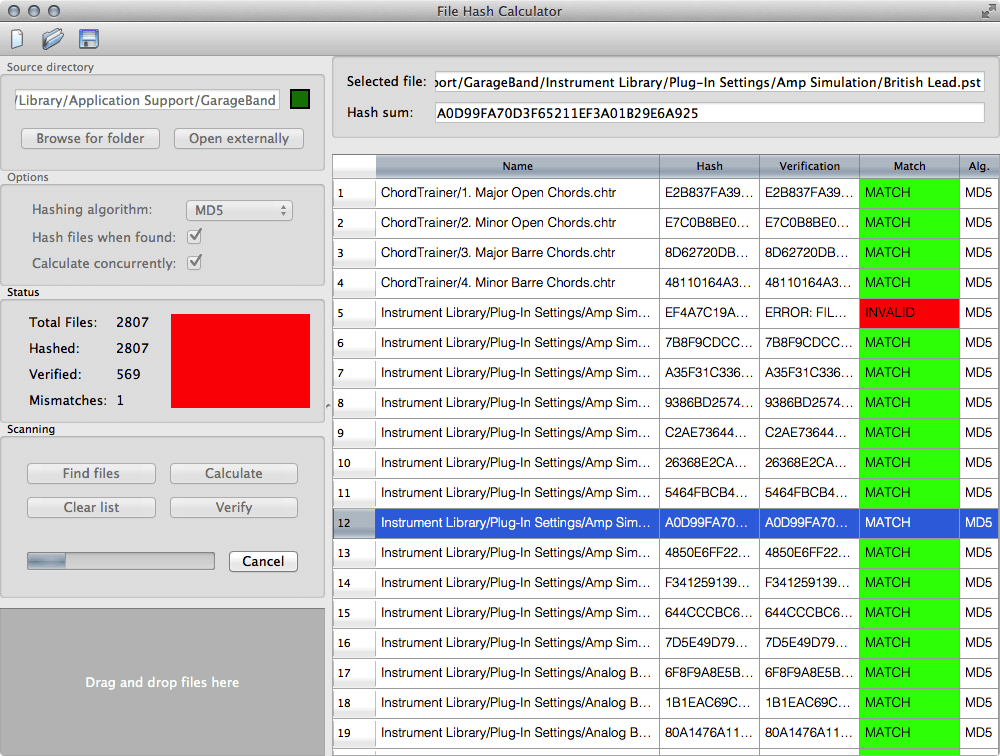 File Hash Calculator
Source directory
/Library/Application Support/GarageBand
Browse for folder Open externally
Options
Hashing algorithm: MD5
Hash files when found:
Calculate concurrently:
Status
Total Files: 2807
Hashed: 2807
Verified: 569
Mismatches: 1
Scanning
Find files Calculate
Clear list Verify
Cancel
Drag and drop files here
Selected file: port/GarageBand/Instrument Library/Plug-In Settings/Amp Simulation/British Lead.pst
Hash sum: A0D99FA70D3F65211EF3A01B29E6A925
Name Hash Verification Match Alg.
1 ChordTrainer/1. Major Open Chords.chtr E2B837FA39... E2B837FA39... MATCH MD5
2 ChordTrainer/2. Minor Open Chords.chtr E7C0B8BE0... E7C0B8BE0... MATCH MD5
3 ChordTrainer/3. Major Barre Chords.chtr 8D62720DB... 8D62720DB... MATCH MD5
4 ChordTrainer/4. Minor Barre Chords.chtr 48110164A3... 48110164A3... MATCH MD5
5 Instrument Library/Plug-In Settings/Amp Sim... EF4A7C19A... ERROR: FIL... INVALID MD5
6 Instrument Library/Plug-In Settings/Amp Sim... 7B8F9CDCC... 7B8F9CDCC... MATCH MD5
7 Instrument Library/Plug-In Settings/Amp Sim... A35F31C336... A35F31C336... MATCH MD5
8 Instrument Library/Plug-In Settings/Amp Sim... 9386BD2574... 9386BD2574... MATCH MD5
9 Instrument Library/Plug-In Settings/Amp Sim... C2AE73644... C2AE73644... MATCH MD5
10 Instrument Library/Plug-In Settings/Amp Sim... 26368E2CA... 26368E2CA... MATCH MD5
11 Instrument Library/Plug-In Settings/Amp Sim... 5464FBCB4... 5464FBCB4... MATCH MD5
12 Instrument Library/Plug-In Settings/Amp Sim... A0D99FA70... A0D99FA70... MATCH MD5
13 Instrument Library/Plug-In Settings/Amp Sim... 4850E6FF22... 4850E6FF22... MATCH MD5
14 Instrument Library/Plug-In Settings/Amp Sim... F341259139... F341259139... MATCH MD5
15 Instrument Library/Plug-In Settings/Amp Sim... 644CCCBC6... 644CCCBC6... MATCH MD5
16 Instrument Library/Plug-In Settings/Amp Sim... 7D5E49D79... 7D5E49D79... MATCH MD5
17 Instrument Library/Plug-In Settings/Analog B... 6F8F9A8E5B... 6F8F9A8E5B... MATCH MD5
18 Instrument Library/Plug-In Settings/Analog B... 1B1EAC69C... 1B1EAC69C... MATCH MD5
19 Instrument Library/Plug-In Settings/Analog B... 80A1476A11... 80A1476A11... MATCH MD5